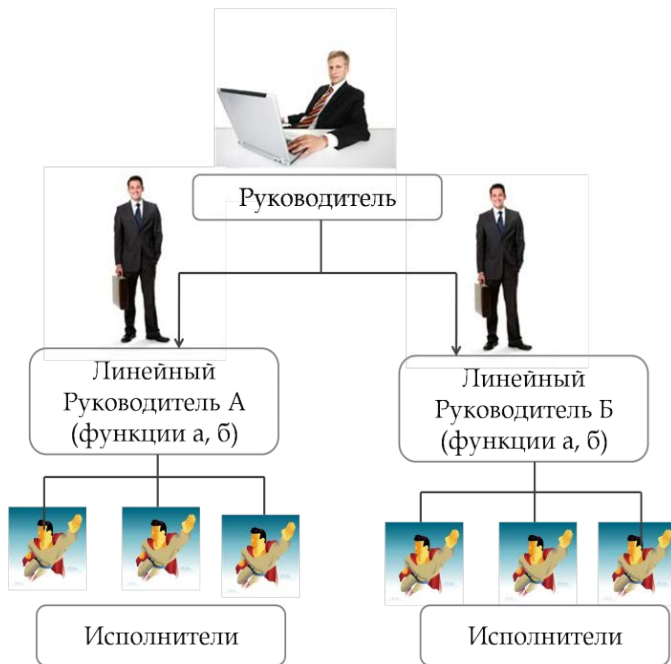 Руководитель
Линейный
Руководитель А
(функции а, б)
Линейный
Руководитель Б
(функции а, б)
Исполнители
Исполнители